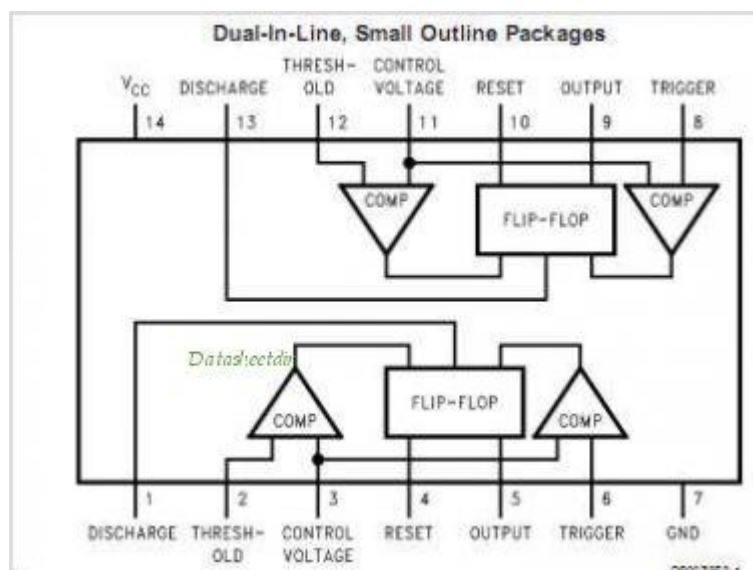 Dual-In-Line, Small Outline Packages
THRESH- CONTROL
VCC DISCHARGE OLD VOLTAGE RESET OUTPUT TRIGGER
14 13 12 11 10 9 8
COMP FLIP-FLOP COMP
Datasheetdir
COMP FLIP-FLOP COMP
1 2 3 4 5 6 7
DISCHARGE THRESH- CONTROL RESET OUTPUT TRIGGER GND
OLD VOLTAGE